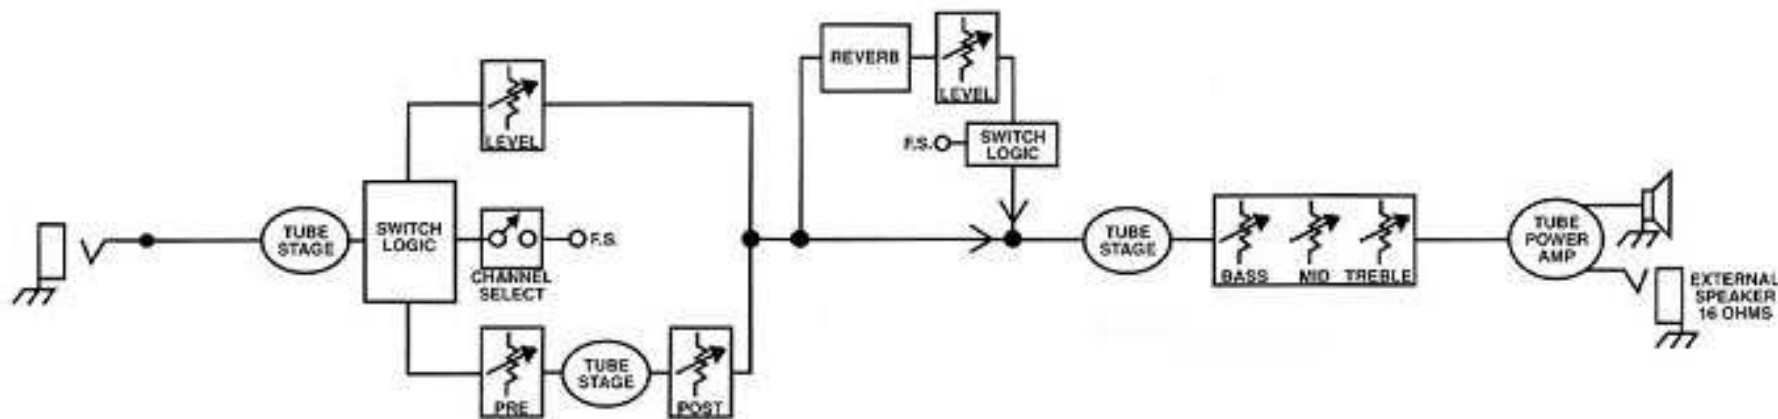 REVERB
LEVEL
LEVEL
F.S.
SWITCH
LOGIC
TUBE
STAGE
SWITCH
LOGIC
F.S.
CHANNEL
SELECT
TUBE
STAGE
BASS
MID
TREBLE
TUBE
POWER
AMP
EXTERNAL
SPEAKER
16 OHMS
PRE
TUBE
STAGE
POST